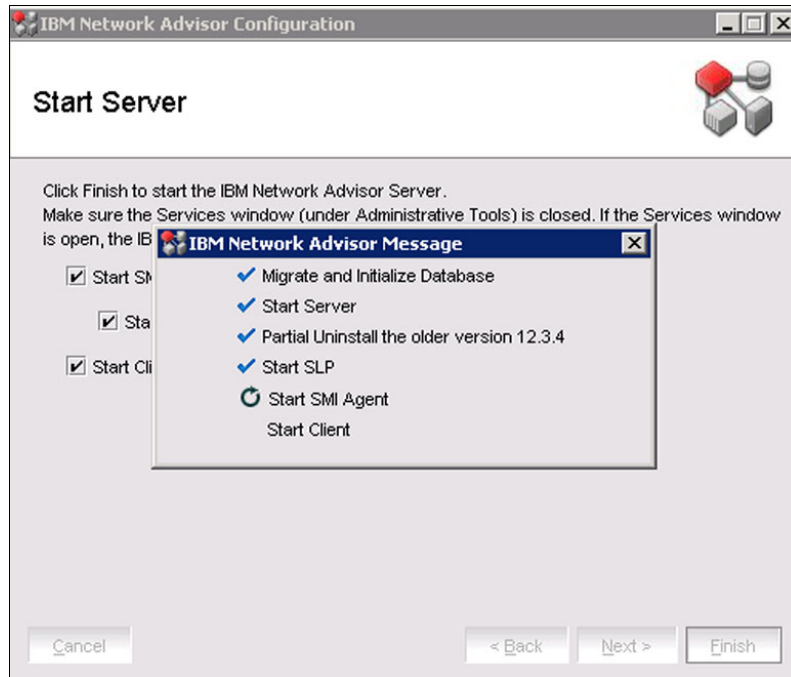 IBM Network Advisor Configuration
Start Server
Click Finish to start the IBM Network Advisor Server.
Make sure the Services window (under Administrative Tools) is closed. If the Services window
is open, the IB
IBM Network Advisor Message
Migrate and Initialize Database
Start SM
Start Server
Sta
Partial Uninstall the older version 12.3.4
Start Cli
Start SLP
Start SMI Agent
Start Client
Cancel
< Back
Next >
Finish